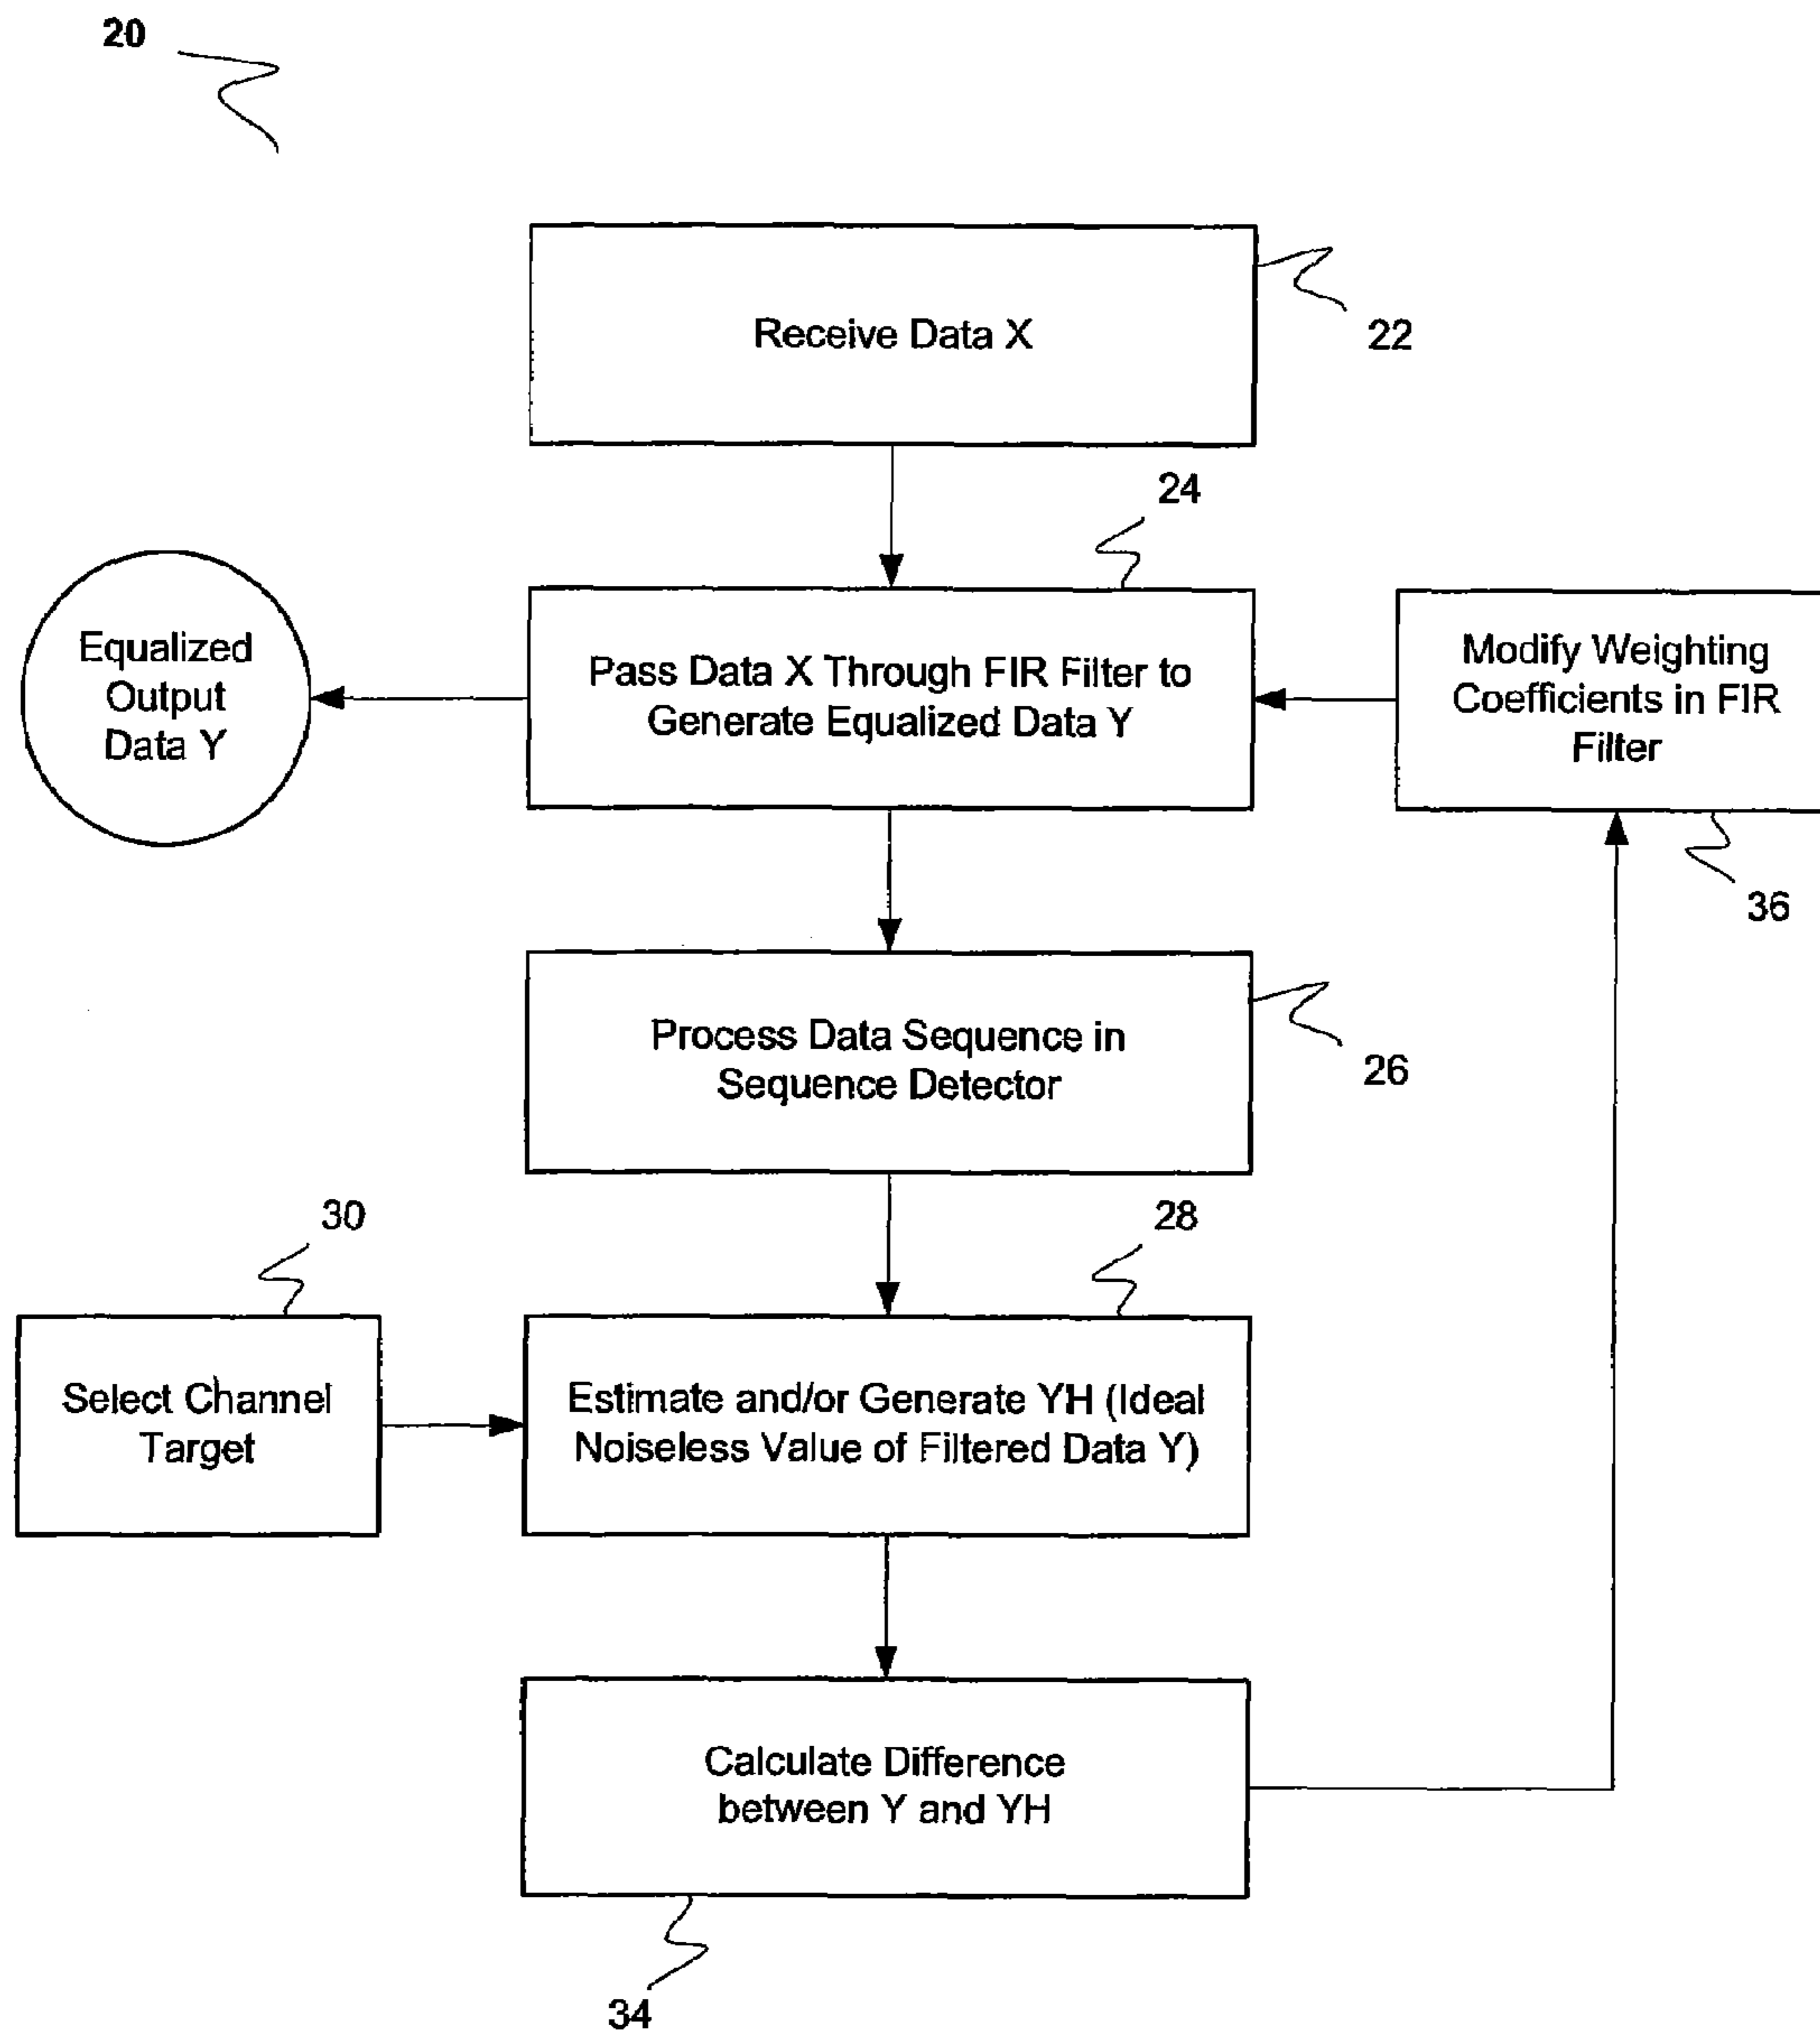 20
Receive Data X
22
24
Equalized
Output
Data Y
Pass Data X Through FIR Filter to
Generate Equalized Data Y
Modify Weighting
Coefficients in FIR
Filter
36
Process Data Sequence in
Sequence Detector
26
30
28
Select Channel
Target
Estimate and/or Generate YH (Ideal
Noiseless Value of Filtered Data Y)
Calculate Difference
between Y and YH
34